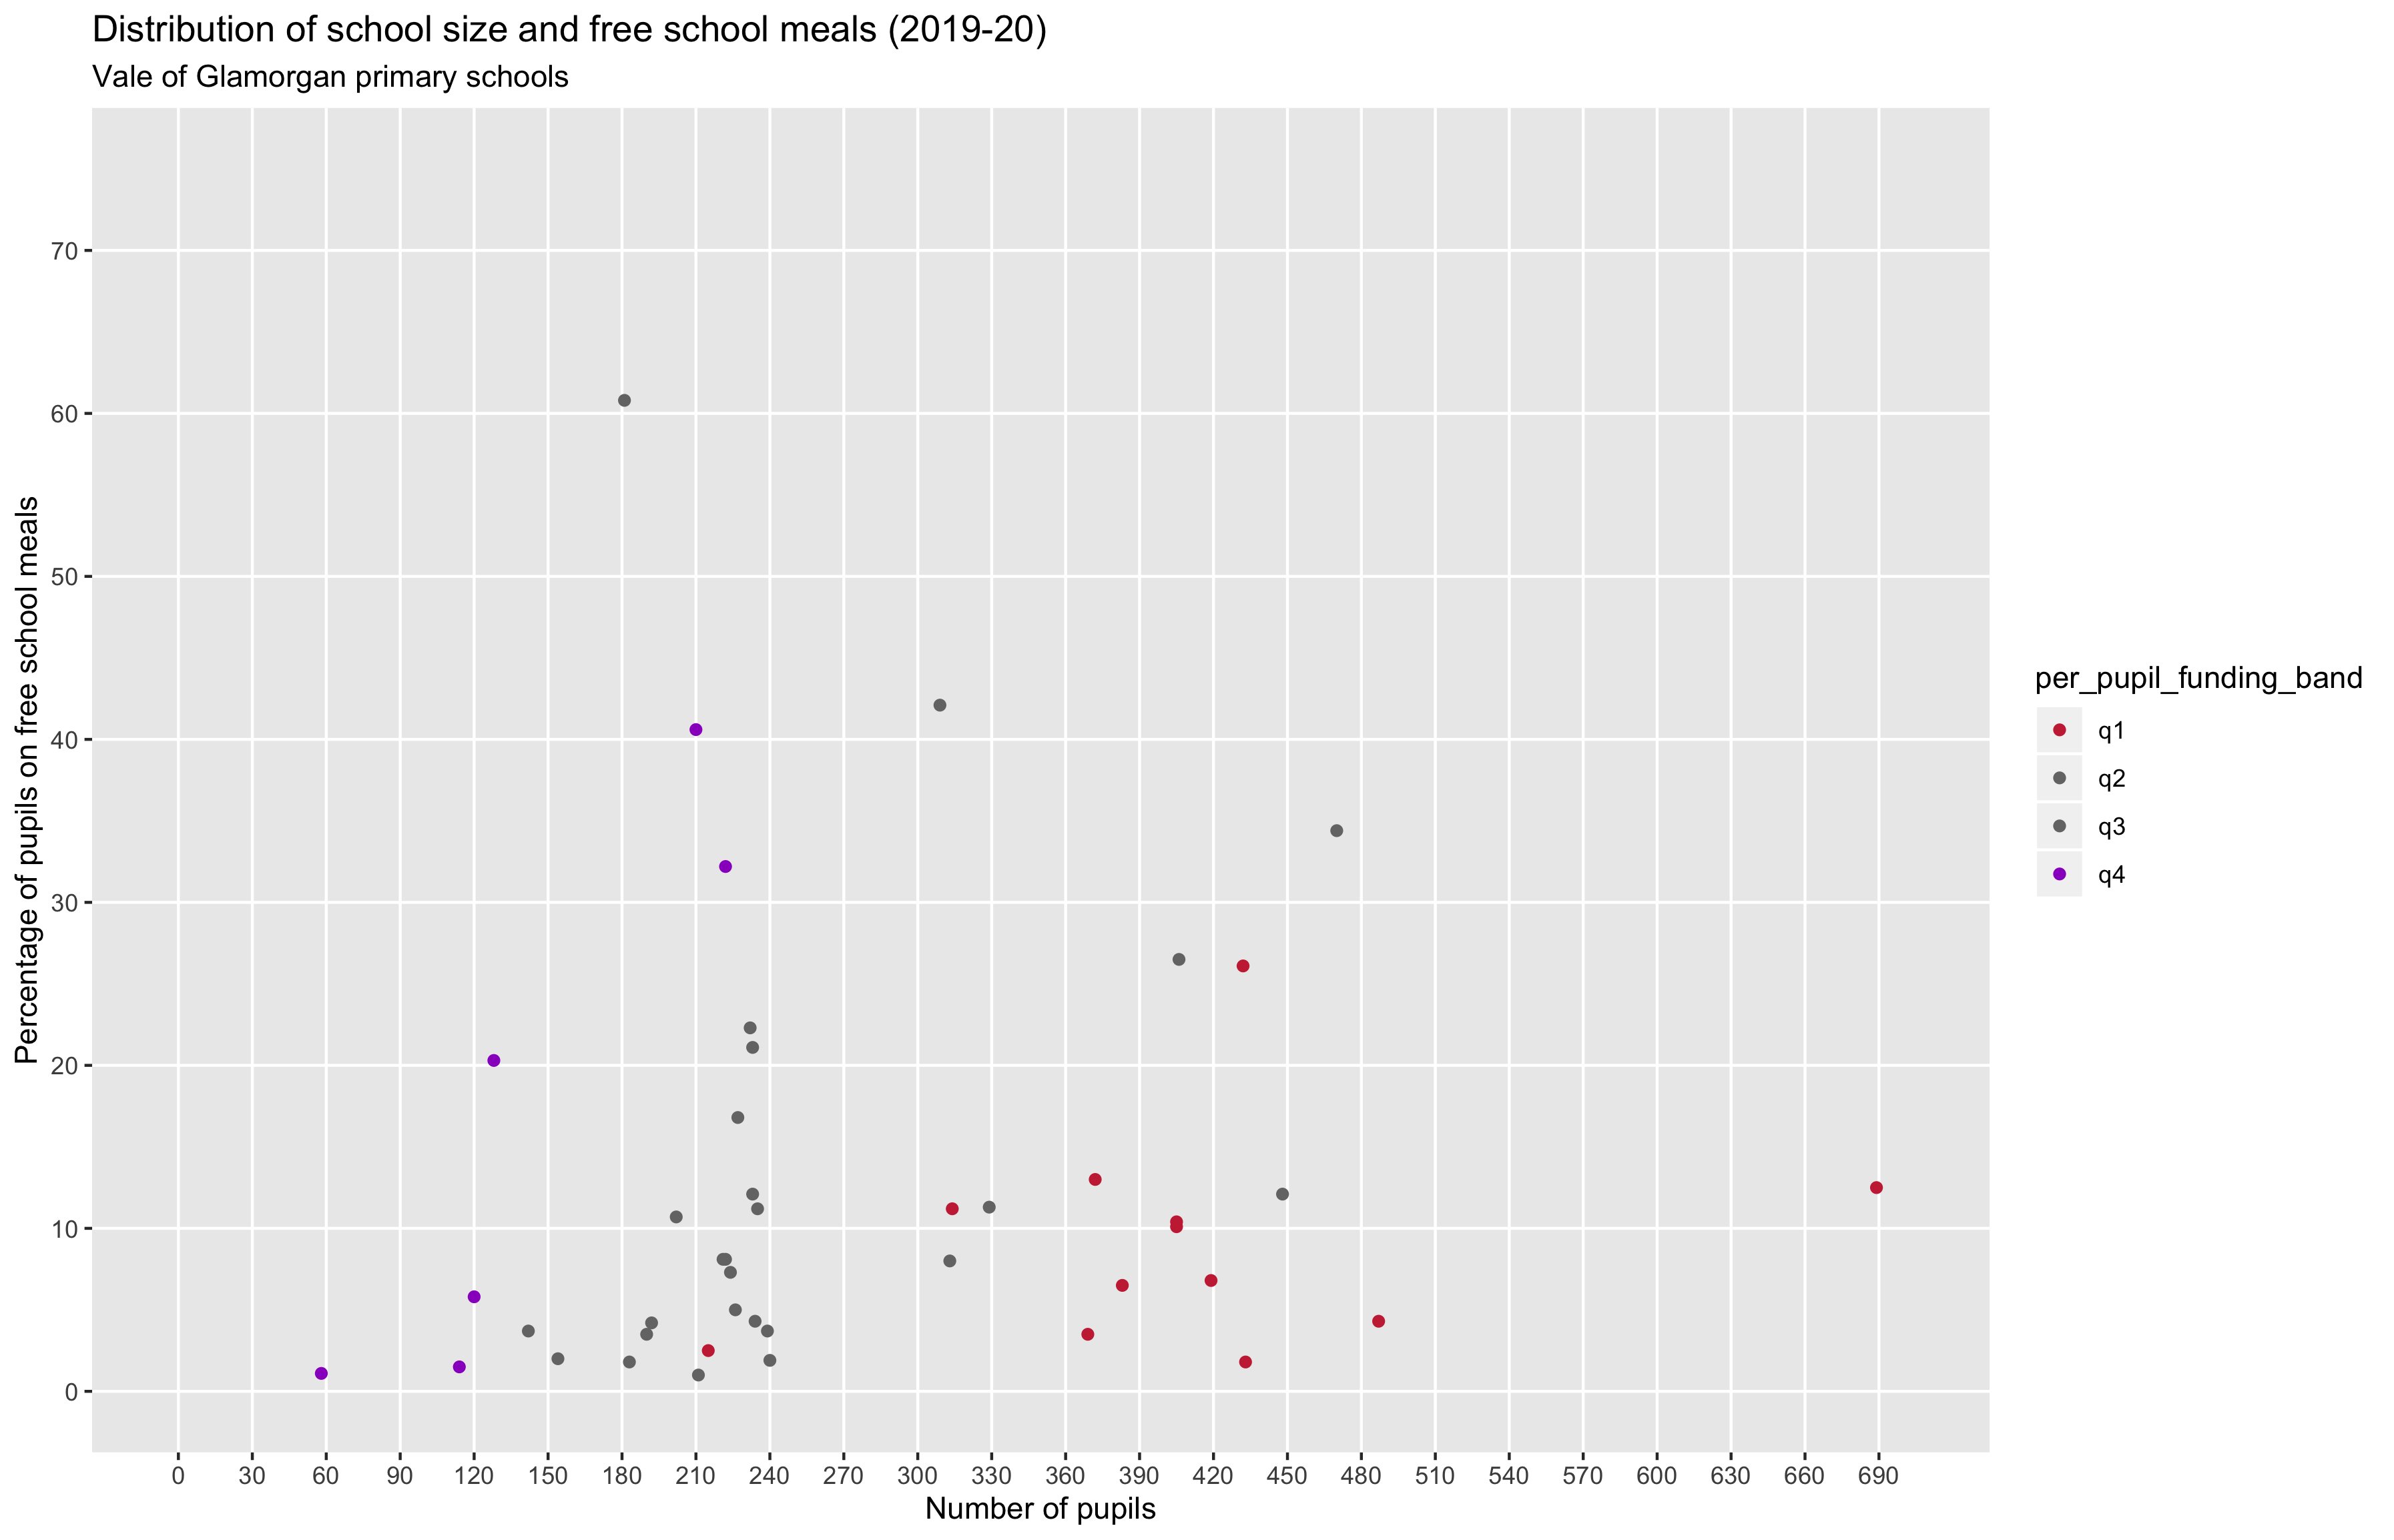 Distribution of school size and free school meals (2019-20)
Vale of Glamorgan primary schools
Percentage of pupils on free school meals
70
60
50
40
30
20
10
0
0 30 60 90 120 150 180 210 240 270 300 330 360 390 420 450 480 510 540 570 600 630 660 690
Number of pupils
per_pupil_funding_band
q1
q2
q3
q4